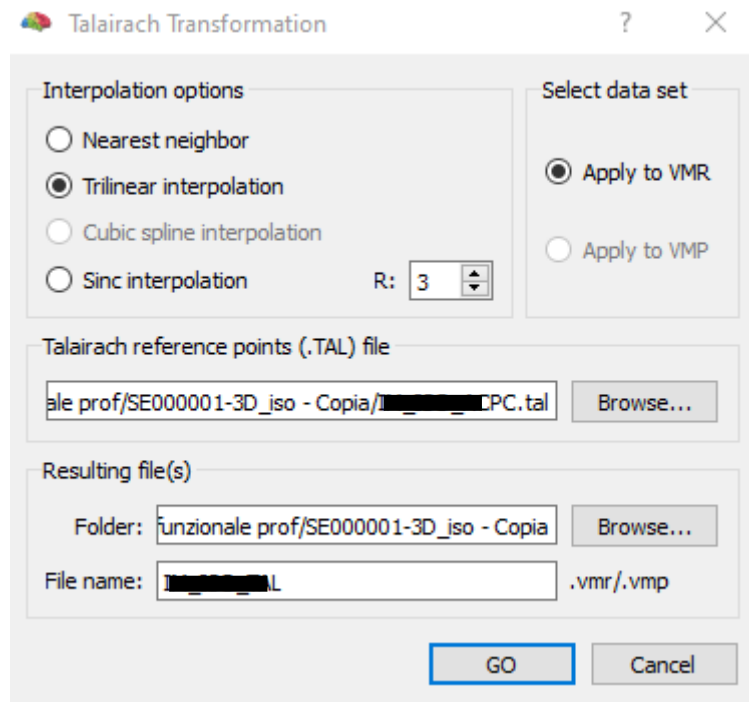 Talairach Transformation
Interpolation options
Nearest neighbor
Trilinear interpolation
Cubic spline interpolation
Sinc interpolation R: 3
Select data set
Apply to VMR
Apply to VMP
Talairach reference points (.TAL) file
ale prof/SE000001-3D_iso - Copia/ CPC.tal Browse...
Resulting file(s)
Folder: funzionale prof/SE000001-3D_iso - Copia Browse...
File name: .vmr/.vmp
GO Cancel